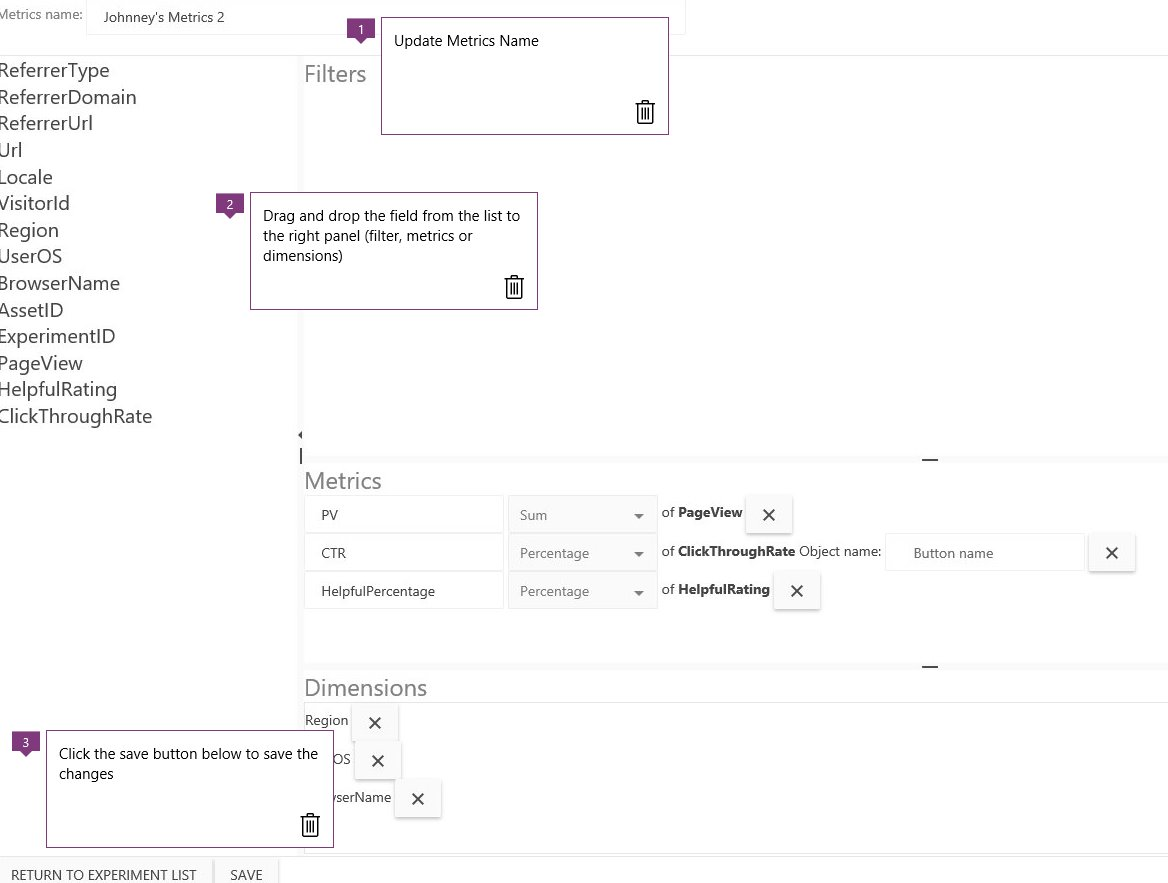 Metrics name: Johnney's Metrics 2
1
Update Metrics Name
ReferrerType
ReferrerDomain
ReferrerUrl
Url
Locale
VisitorId
Region
UserOS
BrowserName
AssetID
ExperimentID
PageView
HelpfulRating
ClickThroughRate
Filters
2
Drag and drop the field from the list to
the right panel (filter, metrics or
dimensions)
Metrics
PV Sum of PageView
CTR Percentage of ClickThroughRate Object name: Button name
HelpfulPercentage Percentage of HelpfulRating
Dimensions
Region
OS
wserName
3
Click the save button below to save the
changes
RETURN TO EXPERIMENT LIST SAVE